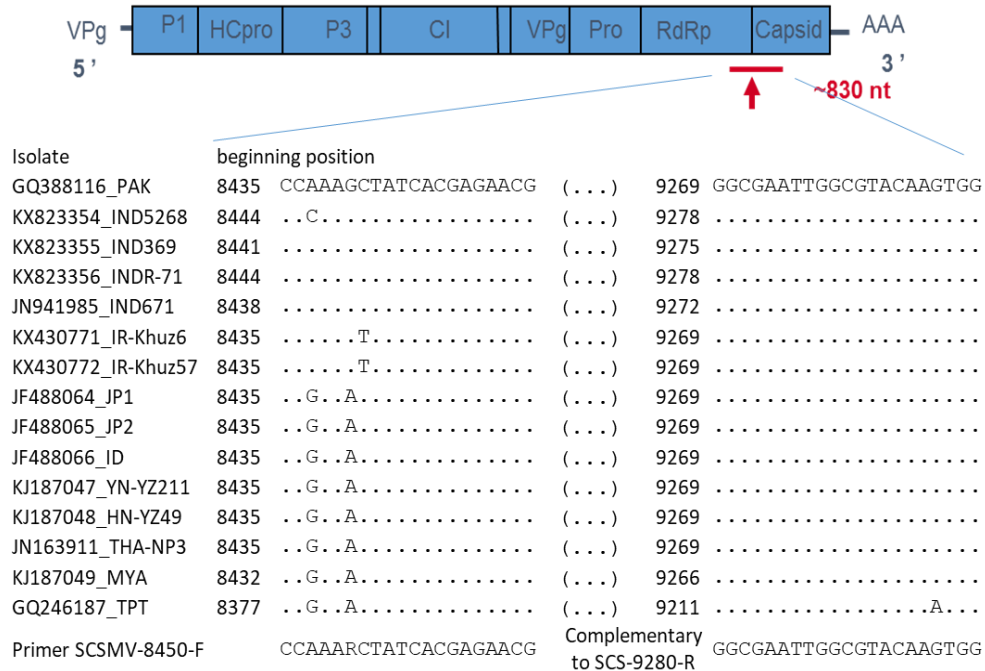 VPg P1 HCpro P3 CI VPg Pro RdRp Capsid AAA
5 ’ 3 ’
~830 nt
Isolate beginning position
GQ388116_PAK 8435 CCAAAGCTATCACGAGAACG (...) 9269 GGCGAATTGGCGTACAAGTGG
KX823354_IND5268 8444 ..C................. (...) 9278 .....................
KX823355_IND369 8441 .................... (...) 9275 .....................
KX823356_INDR-71 8444 .................... (...) 9278 .....................
JN941985_IND671 8438 .................... (...) 9272 .....................
KX430771_IR-Khuz6 8435 ......T............. (...) 9269 .....................
KX430772_IR-Khuz57 8435 ......T............. (...) 9269 .....................
JF488064_JP1 8435 ..G..A.............. (...) 9269 .....................
JF488065_JP2 8435 ..G..A.............. (...) 9269 .....................
JF488066_ID 8435 ..G..A.............. (...) 9269 .....................
KJ187047_YN-YZ211 8435 ..G..A.............. (...) 9269 .....................
KJ187048_HN-YZ49 8435 ..G..A.............. (...) 9269 .....................
JN163911_THA-NP3 8435 ..G..A.............. (...) 9269 .....................
KJ187049_MYA 8432 ..G..A.............. (...) 9266 .....................
GQ246187_TPT 8377 ..G..A.............. (...) 9211 .................A...
Primer SCSMV-8450-F CCAAARCTATCACGAGAACG Complementary to SCS-9280-R GGCGAATTGGCGTACAAGTGG